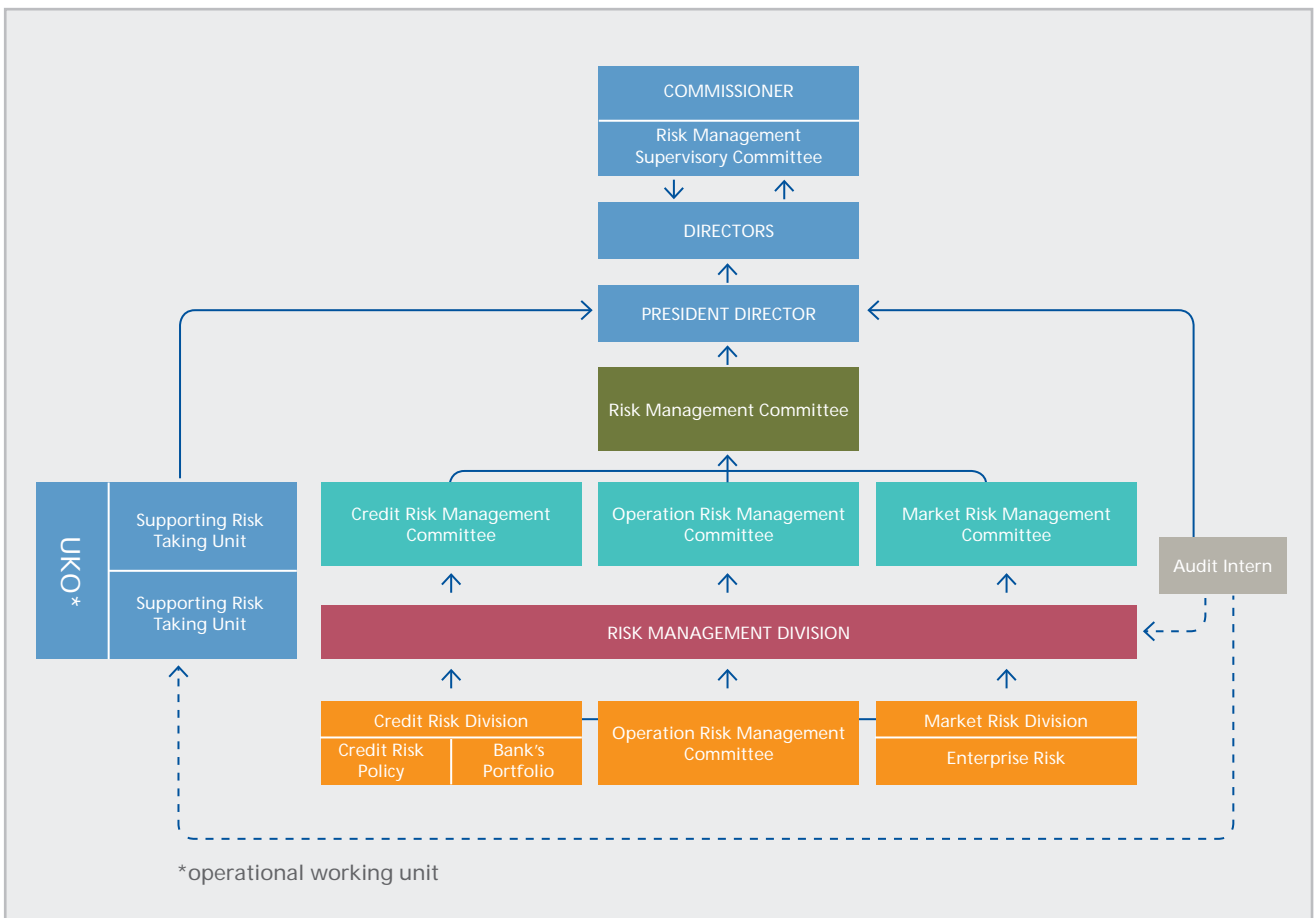 COMMISSIONER
Risk Management
Supervisory Committee
DIRECTORS
PRESIDENT DIRECTOR
Risk Management Committee
UKO*
Supporting Risk
Taking Unit
Supporting Risk
Taking Unit
Credit Risk Management
Committee
Operation Risk Management
Committee
Market Risk Management
Committee
Audit Intern
RISK MANAGEMENT DIVISION
Credit Risk Division
Credit Risk
Policy
Bank's
Portfolio
Operation Risk Management
Committee
Market Risk Division
Enterprise Risk
*operational working unit